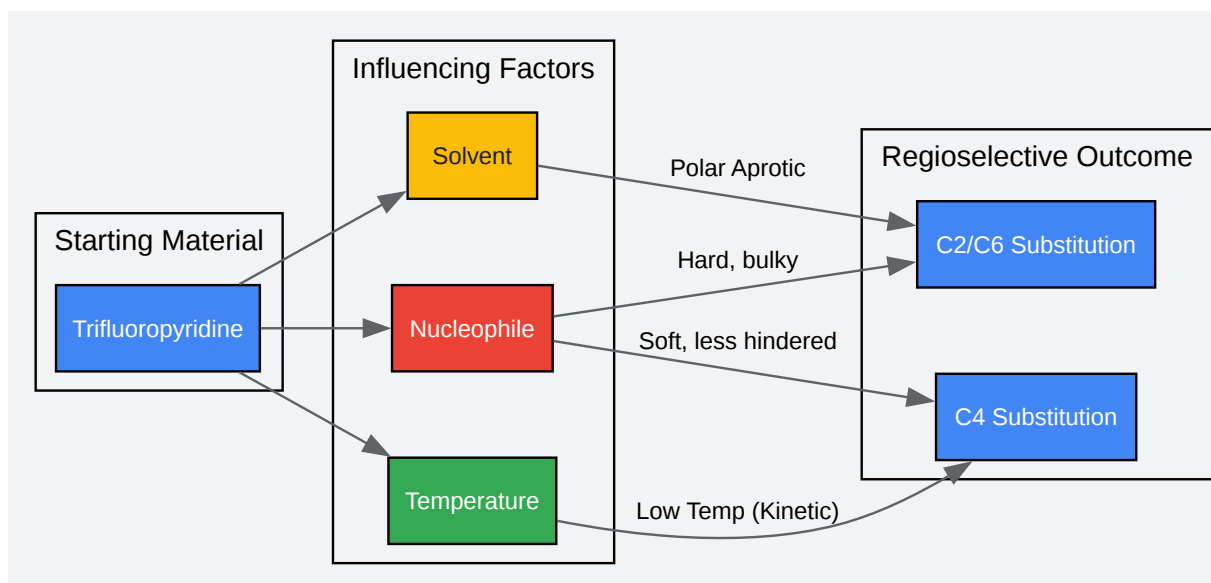 Starting Material
Trifluoropyridine
Influencing Factors
Solvent
Nucleophile
Temperature
Polar Aprotic
Hard, bulky
Soft, less hindered
Low Temp (Kinetic)
Regioselective Outcome
C2/C6 Substitution
C4 Substitution